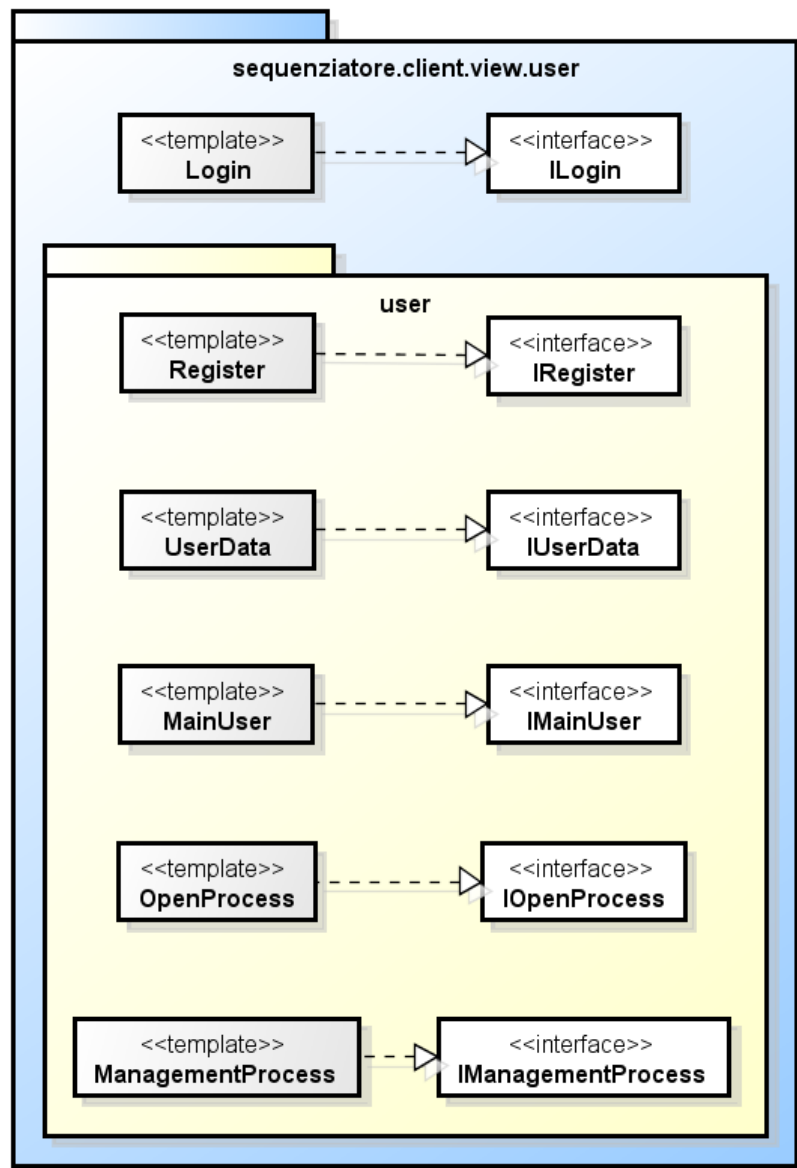 sequenziatore.client.view.user
<<template>>
Login
<<interface>>
ILogin
user
<<template>>
Register
<<interface>>
IRegister
<<template>>
UserData
<<interface>>
IUserData
<<template>>
MainUser
<<interface>>
IMainUser
<<template>>
OpenProcess
<<interface>>
IOpenProcess
<<template>>
ManagementProcess
<<interface>>
IManagementProcess